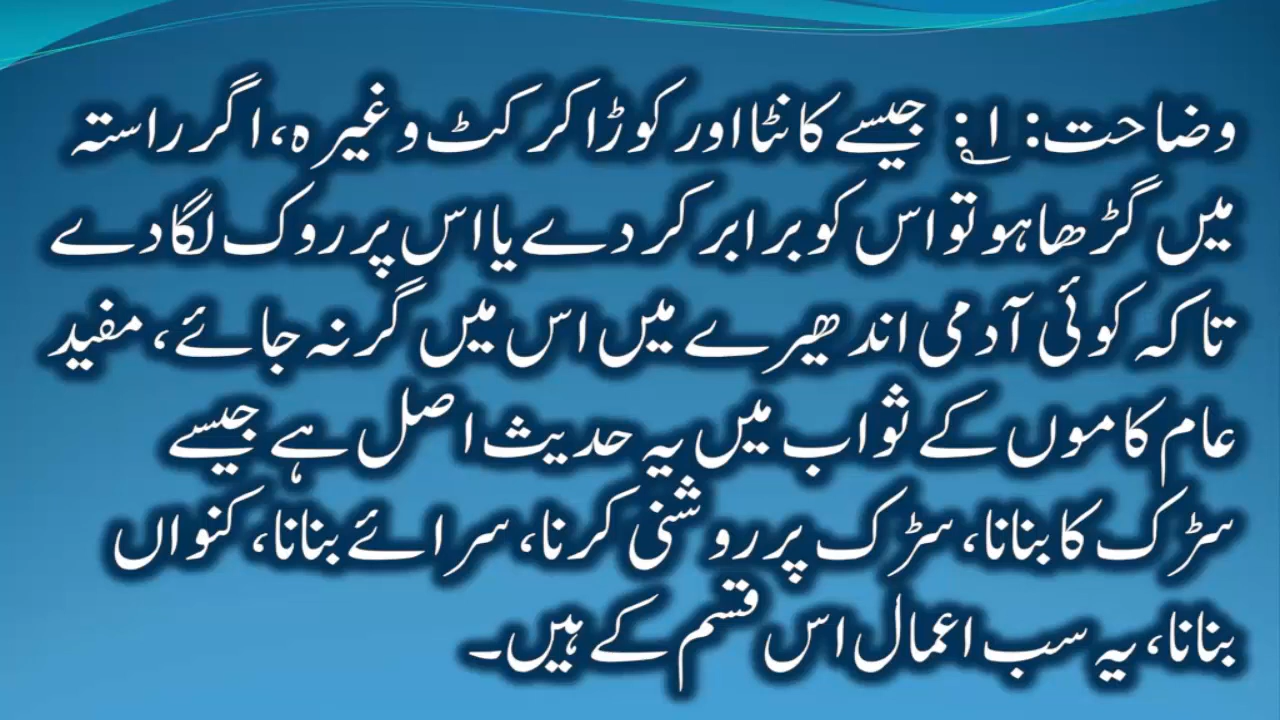 وضاحت: ۱؎: جیسے کانٹا اور کوڑا کرکٹ وغیرہ، اگر راستہ
میں گڑھا ہو تو اس کو برابر کر دے یا اس پر روک لگا دے
تاکہ کوئی آدمی اندھیرے میں اس میں گر نہ جائے، مفید
عام کاموں کے ثواب میں یہ حدیث اصل ہے جیسے
سڑک کا بنانا، سڑک پر روشنی کرنا، سرائے بنانا، کنواں
بنانا، یہ سب اعمال اس قسم کے ہیں۔